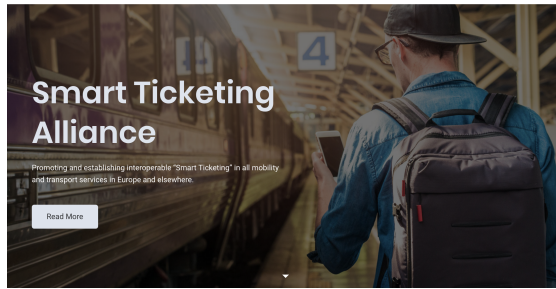 4
Smart Ticketing
Alliance
Promoting and establishing interoperable "Smart Ticketing" in all mobility
and transport services in Europe and elsewhere.
Read More